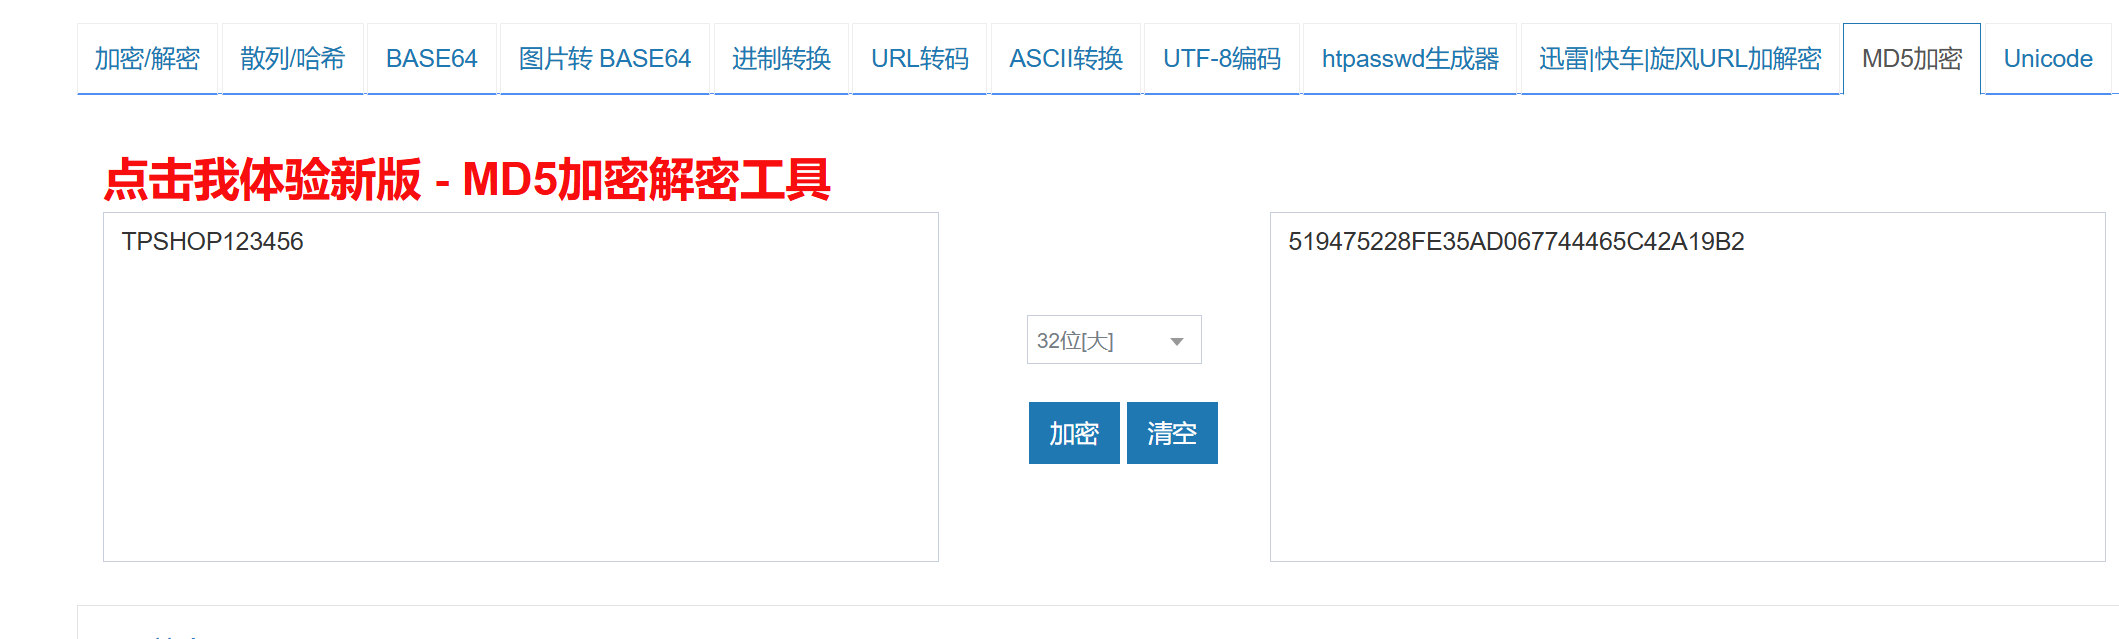 加密/解密 散列/哈希 BASE64 图片转 BASE64 进制转换 URL转码 ASCII转换 UTF-8编码 htpasswd生成器 迅雷|快车|旋风URL加解密 MD5加密 Unicode
点击我体验新版 - MD5加密解密工具
TPSHOP123456
519475228FE35AD067744465C42A19B2
32位[大]
加密 清空